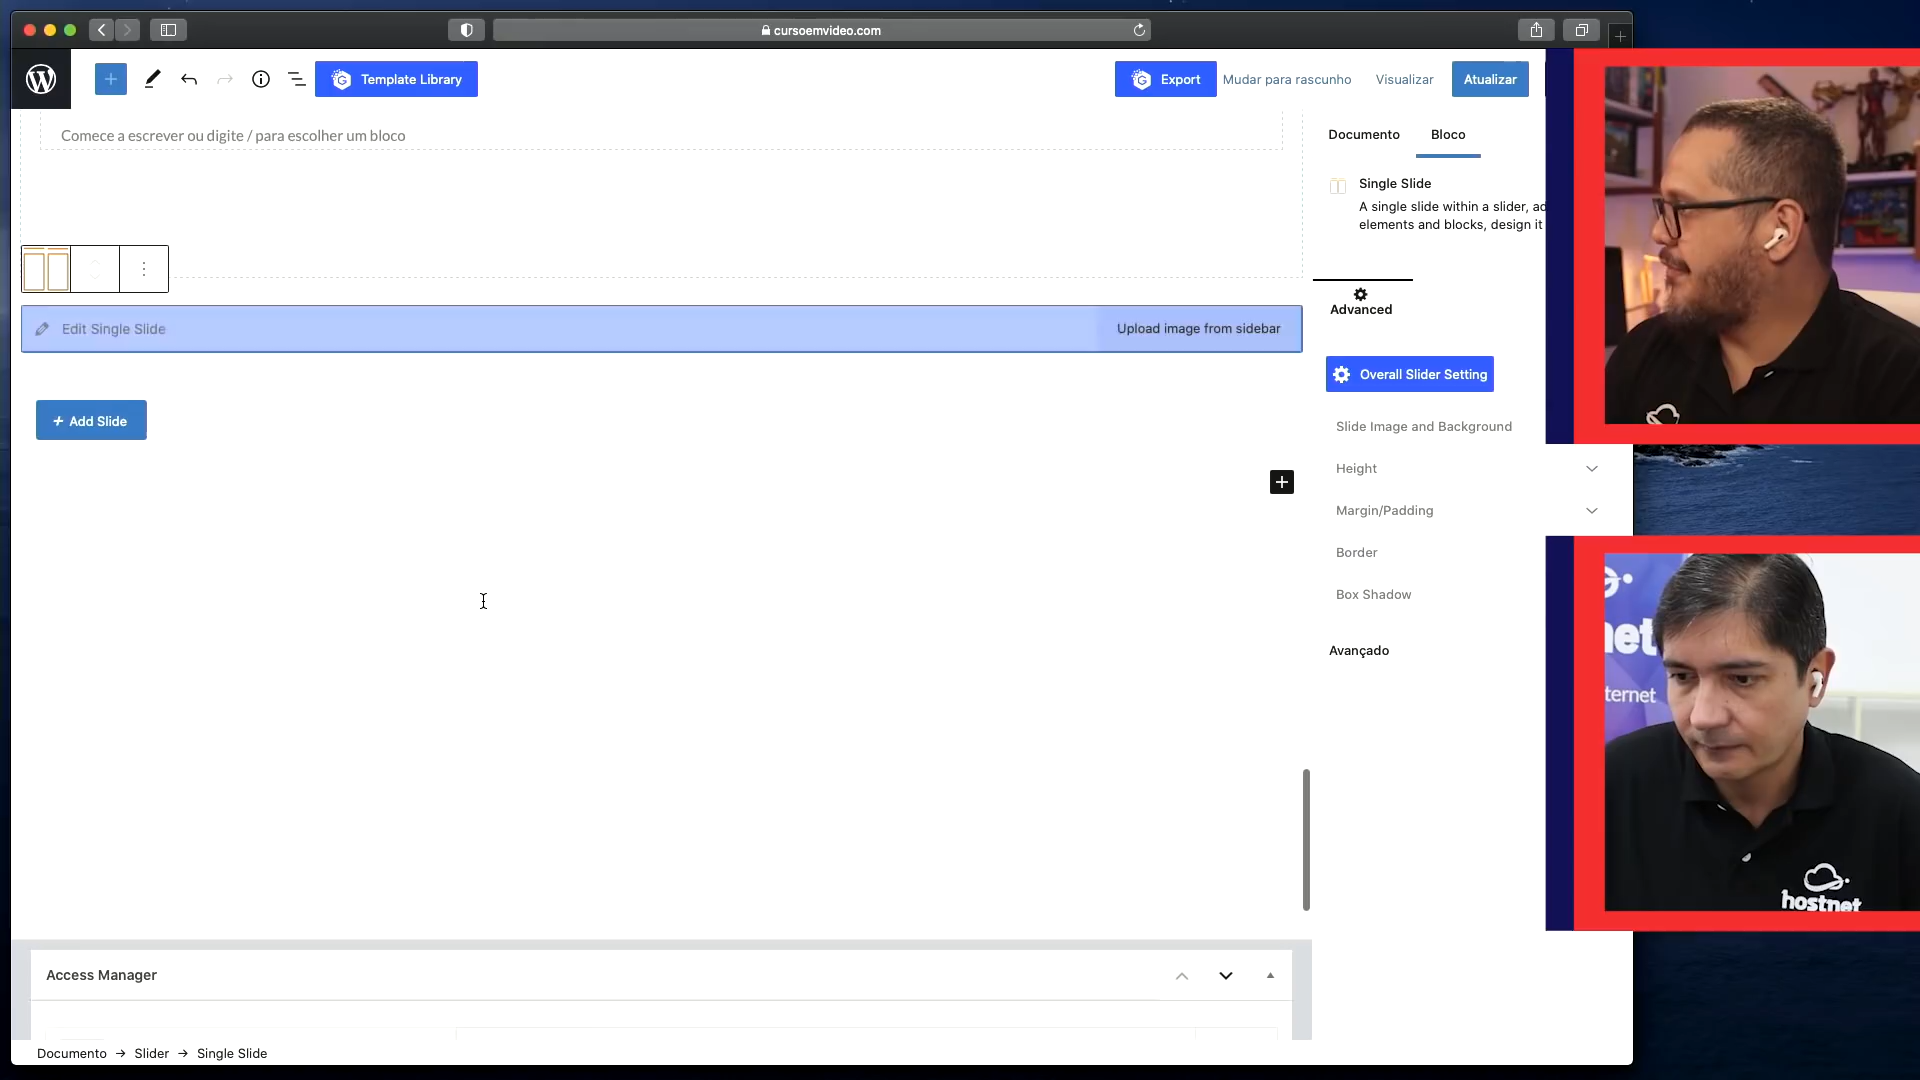 cursoemvideo.com
Template Library
Export
Mudar para rascunho
Visualizar
Atualizar
Comece a escrever ou digite / para escolher um bloco
Documento
Bloco
Single Slide
A single slide within a slider, ad
elements and blocks, design it
Advanced
Edit Single Slide
Upload image from sidebar
Overall Slider Setting
+ Add Slide
Slide Image and Background
Height
Margin/Padding
Border
Box Shadow
Avançado
net
ternet
hostnet
Access Manager
Documento → Slider → Single Slide